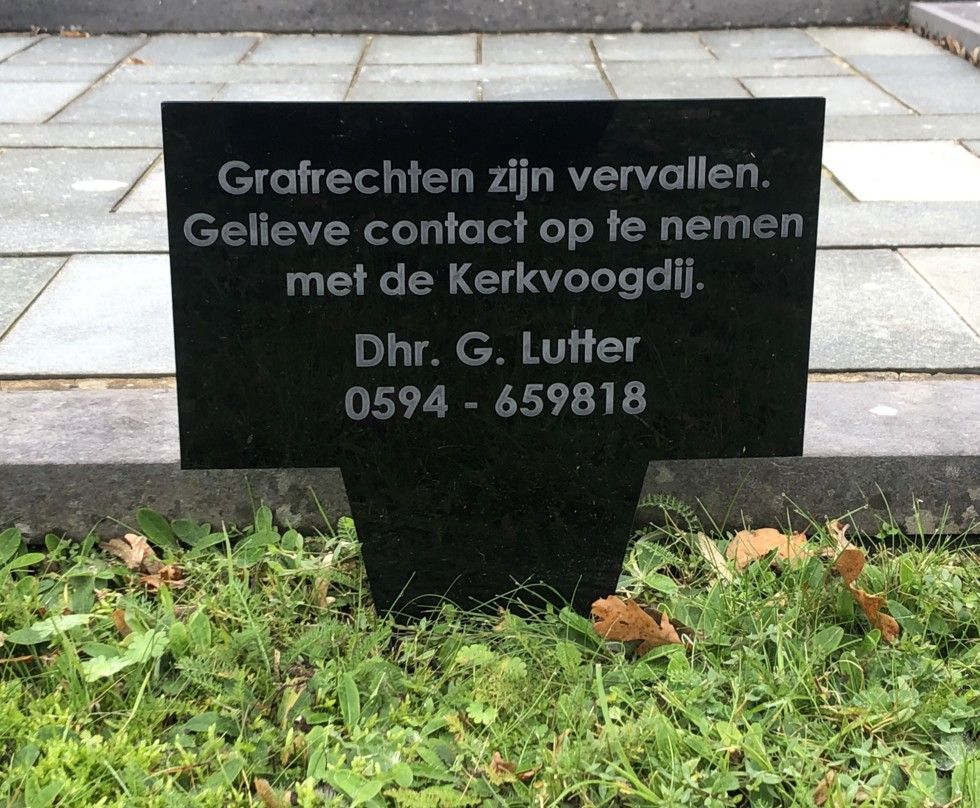 Grafrechten zijn vervallen.
Gelieve contact op te nemen
met de Kerkvoogdij.
Dhr. G. Lutter
0594 - 659818